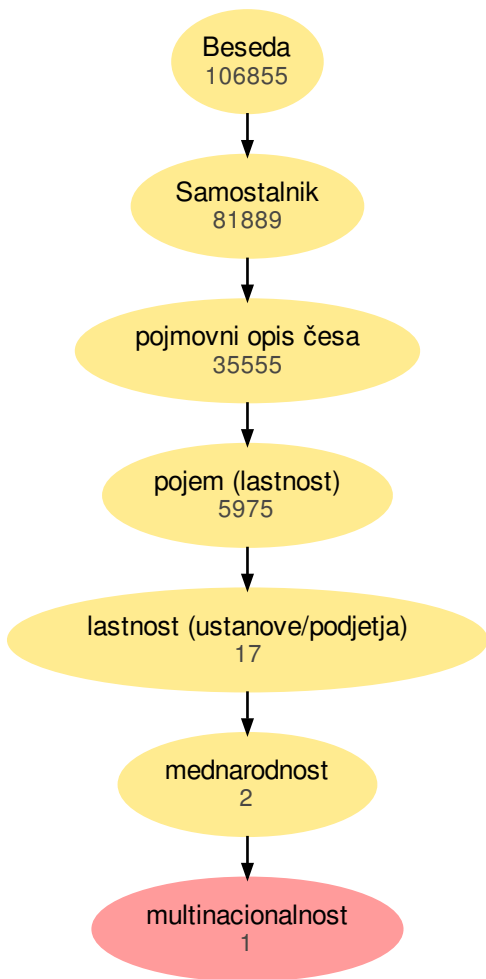 Beseda
106855
Samostalnik
81889
pojmovni opis česa
35555
pojem (lastnost)
5975
lastnost (ustanove/podjetja)
17
mednarodnost
2
multinacionalnost
1